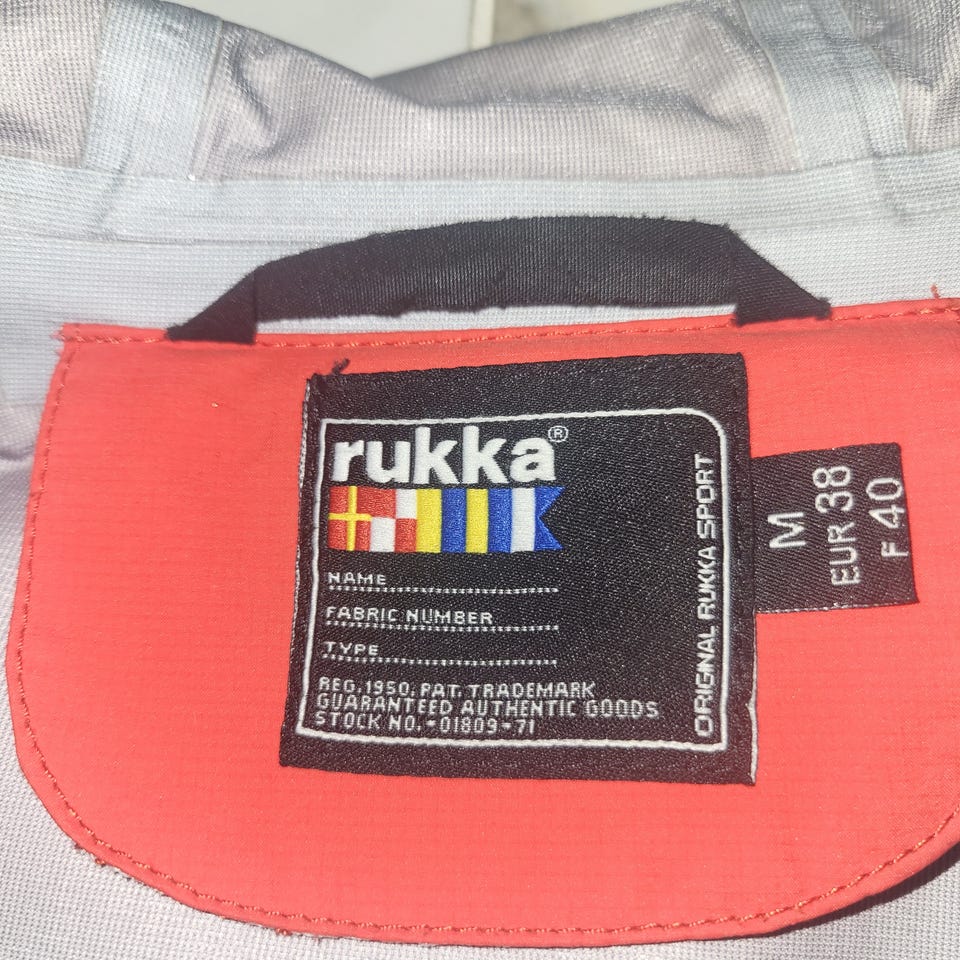 rukka®
NAME
FABRIC NUMBER
TYPE
REG. 1950. PAT. TRADEMARK
GUARANTEED AUTHENTIC GOODS
STOCK NO.-01809-71
ORIGINAL RUKKA SPORT
M
EUR 38
F 40